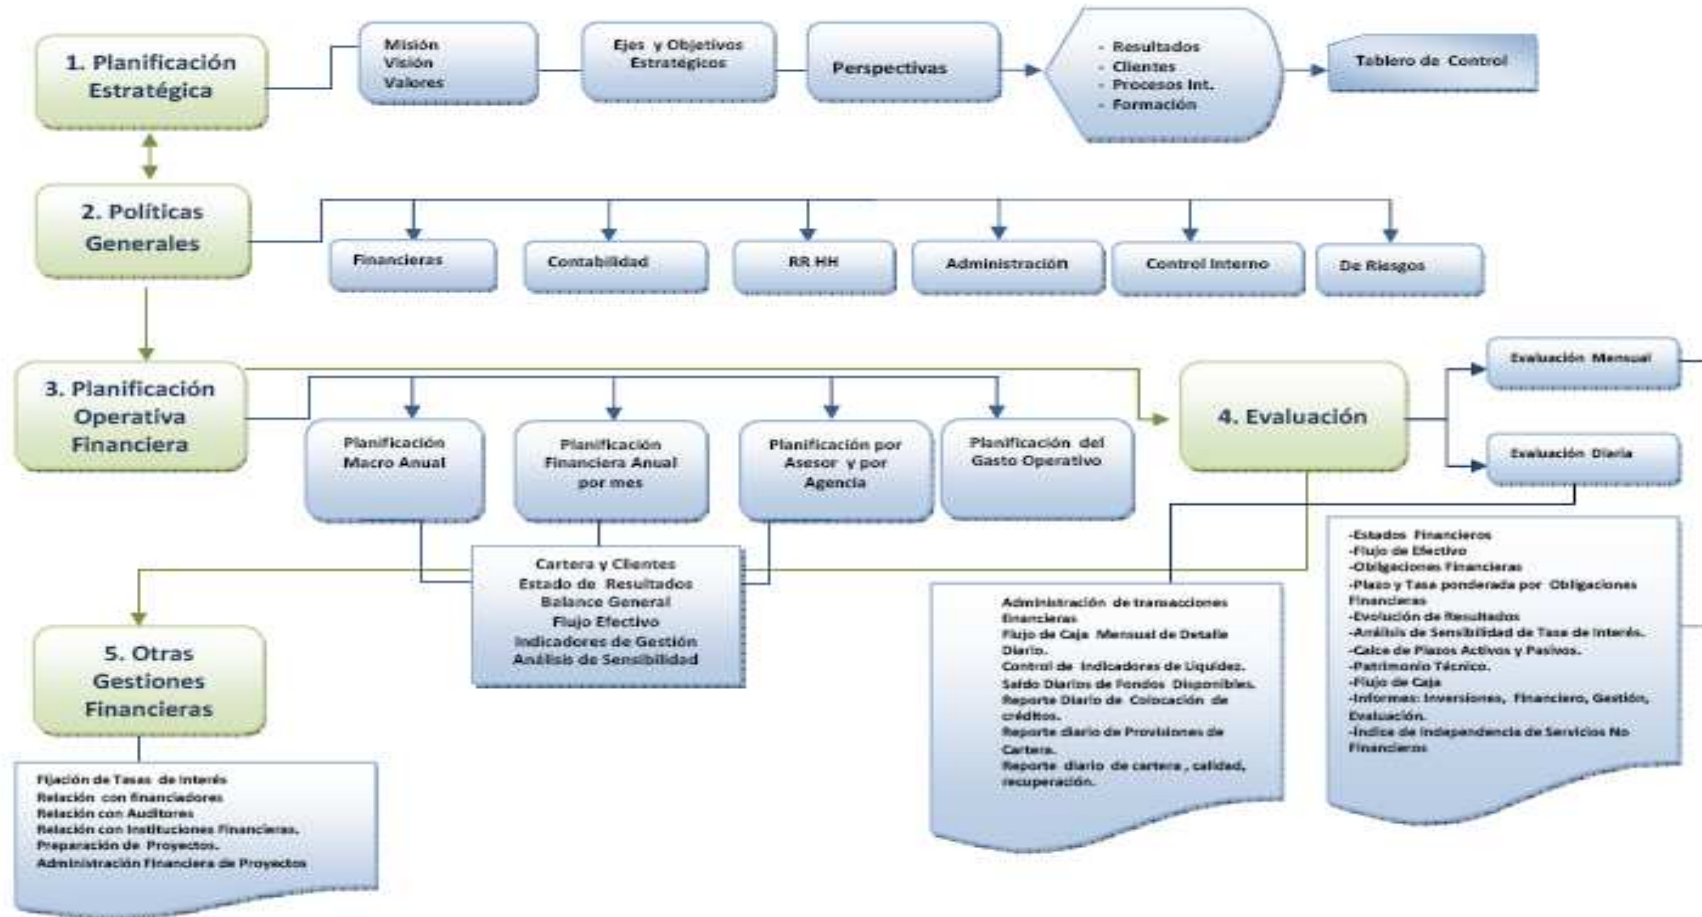 1. Planificación
Estratégica
Misión
Visión
Valores
Ejes y Objetivos
Estratégicos
Perspectivas
- Resultados
- Clientes
- Procesos Int.
- Formación
Tablero de Control
2. Políticas
Generales
Financieras
Contabilidad
RR HH
Administración
Control Interno
De Riesgos
3. Planificación
Operativa
Financiera
Planificación
Macro Anual
Planificación
Financiera Anual
por mes
Planificación por
Asesor y por
Agencia
Planificación del
Gasto Operativo
4. Evaluación
Evaluación Mensual
Evaluación Diaria
Cartera y Clientes
Estado de Resultados
Balance General
Flujo Efectivo
Indicadores de Gestión
Análisis de Sensibilidad
Administración de transacciones
financieras
Flujo de Caja Mensual de Detalle
Diario.
Control de Indicadores de Liquidez.
Saldo Diarios de Fondos Disponibles.
Reporte Diario de Colocación de
créditos.
Reporte diario de Provisiones de
Cartera.
Reporte diario de cartera , calidad,
recuperación.
-Estados Financieros
-Flujo de Efectivo
-Obligaciones Financieras
-Plazo y Tasa ponderada por Obligaciones
Financieras
-Evolución de Resultados
-Análisis de Sensibilidad de Tasa de Interés.
-Calce de Plazos Activos y Pasivos.
-Patrimonio Técnico.
-Flujo de Caja
-Informes: Inversiones, Financiero, Gestión,
Evaluación.
-Índice de Independencia de Servicios No
Financieros
5. Otras
Gestiones
Financieras
Fijación de Tasas de Interés
Relación con financiadores
Relación con Auditores
Relación con Instituciones Financieras.
Preparación de Proyectos.
Administración Financiera de Proyectos